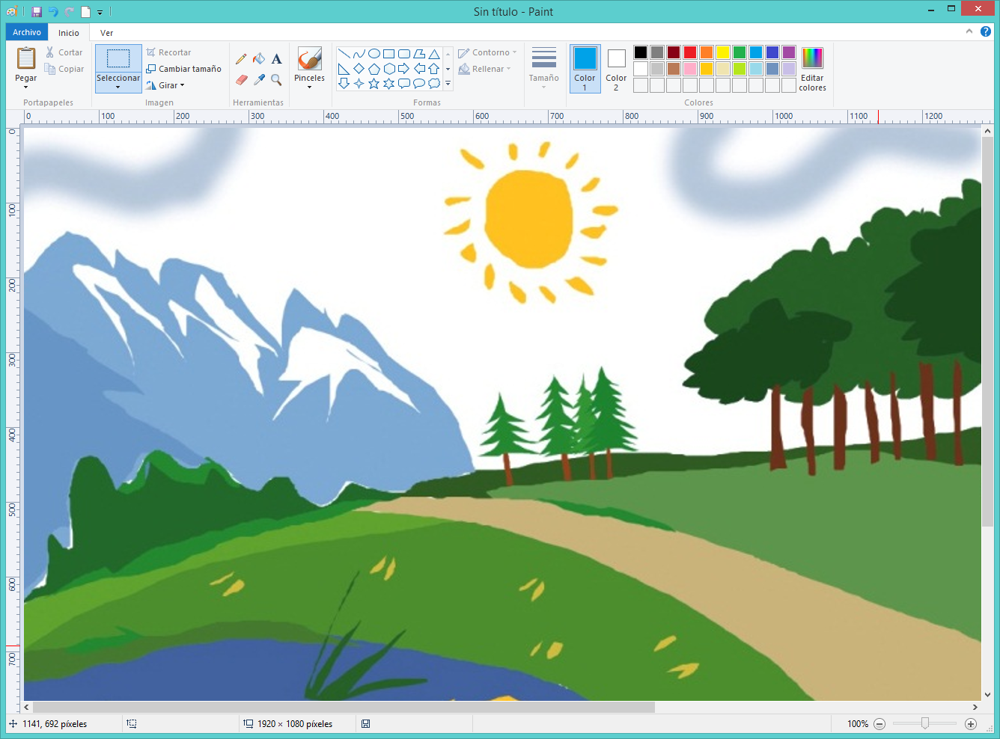 Sin título - Paint
Archivo Inicio Ver
Pegar
Cortar
Copiar
Portapapeles
Seleccionar
Recortar
Cambiar tamaño
Girar
Imagen
A
Herramientas
Pinceles
Contorno
Rellenar
Formas
Tamaño
Color
1
Color
2
Editar
colores
Colores
0 100 200 300 400 500 600 700 800 900 1000 1100 1200
0
100
200
300
400
500
600
700
1141, 692 píxeles 1920 × 1080 píxeles 100%